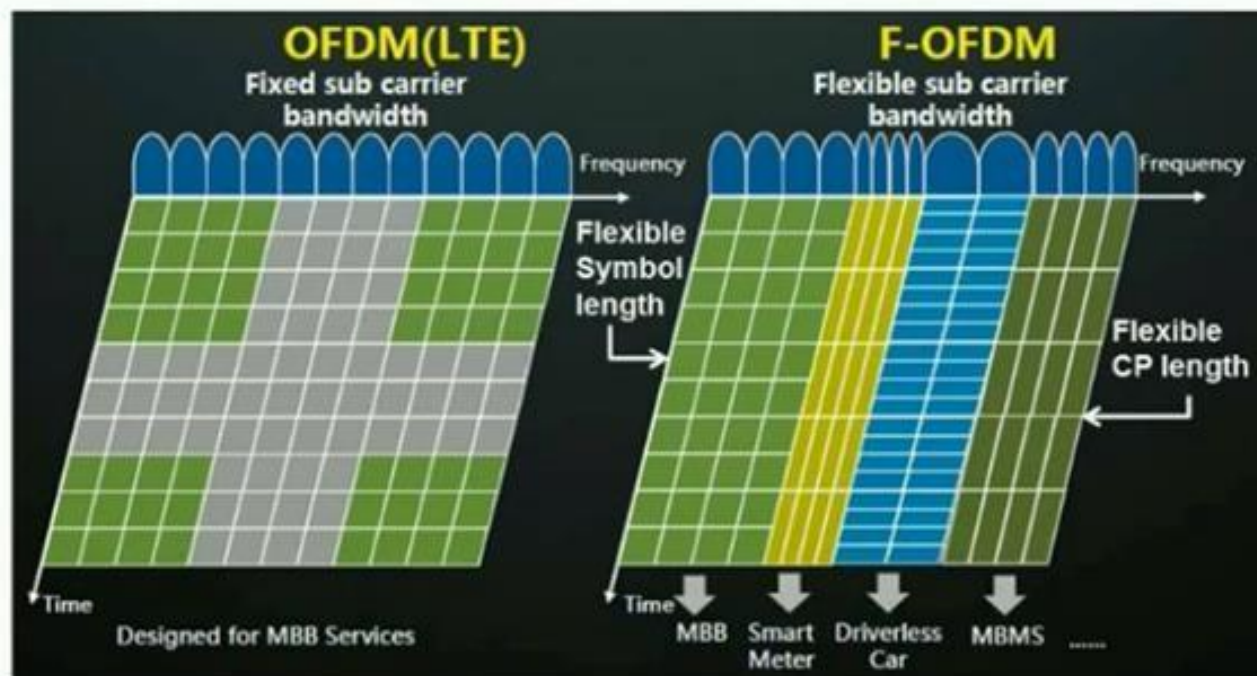 OFDM(LTE)
Fixed sub carrier
bandwidth
Frequency
Time
Designed for MBB Services
F-OFDM
Flexible sub carrier
bandwidth
Frequency
Flexible
Symbol
length
Flexible
CP length
Time
MBB
Smart
Meter
Driverless
Car
MBMS
......